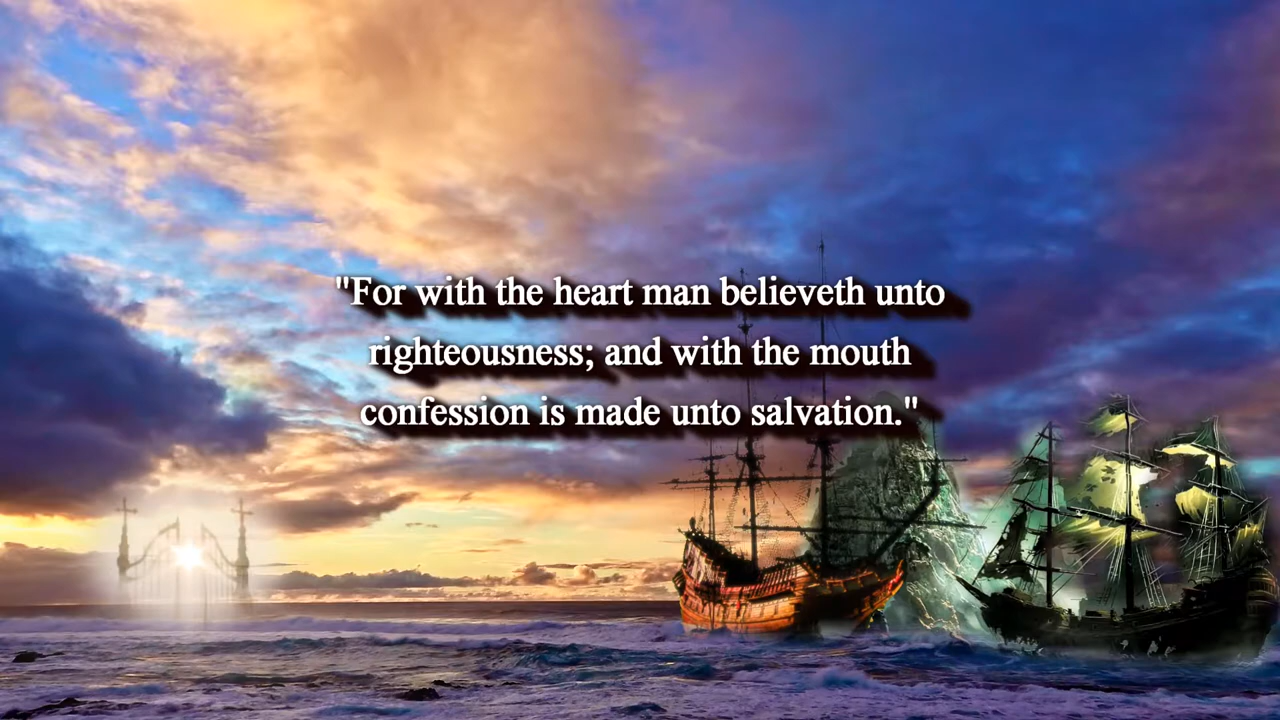 "For with the heart man believeth unto
righteousness; and with the mouth
confession is made unto salvation."